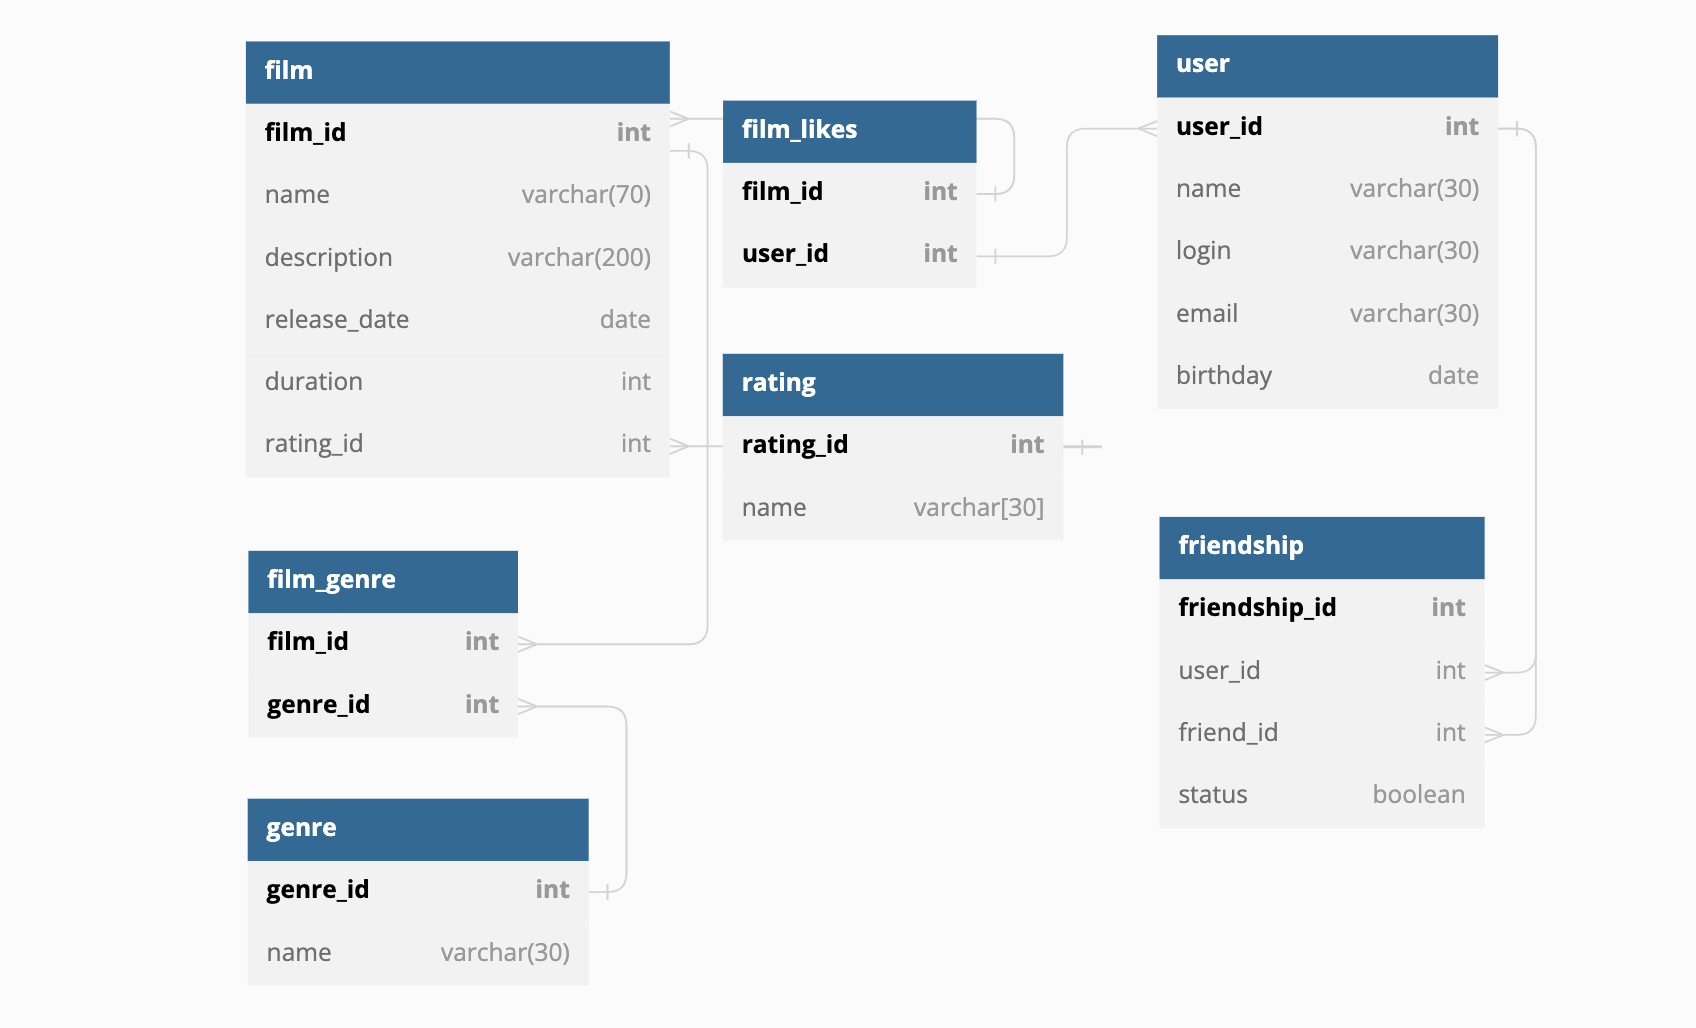 film
film_id int
name varchar(70)
description varchar(200)
release_date date
duration int
rating_id int
film_likes
film_id int
user_id int
user
user_id int
name varchar(30)
login varchar(30)
email varchar(30)
birthday date
rating
rating_id int
name varchar[30]
film_genre
film_id int
genre_id int
friendship
friendship_id int
user_id int
friend_id int
status boolean
genre
genre_id int
name varchar(30)